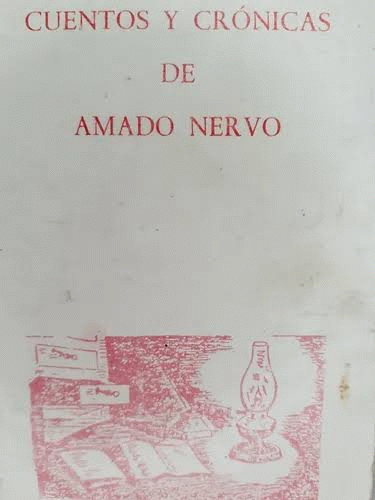 CUENTOS Y CRÓNICAS
DE
AMADO NERVO